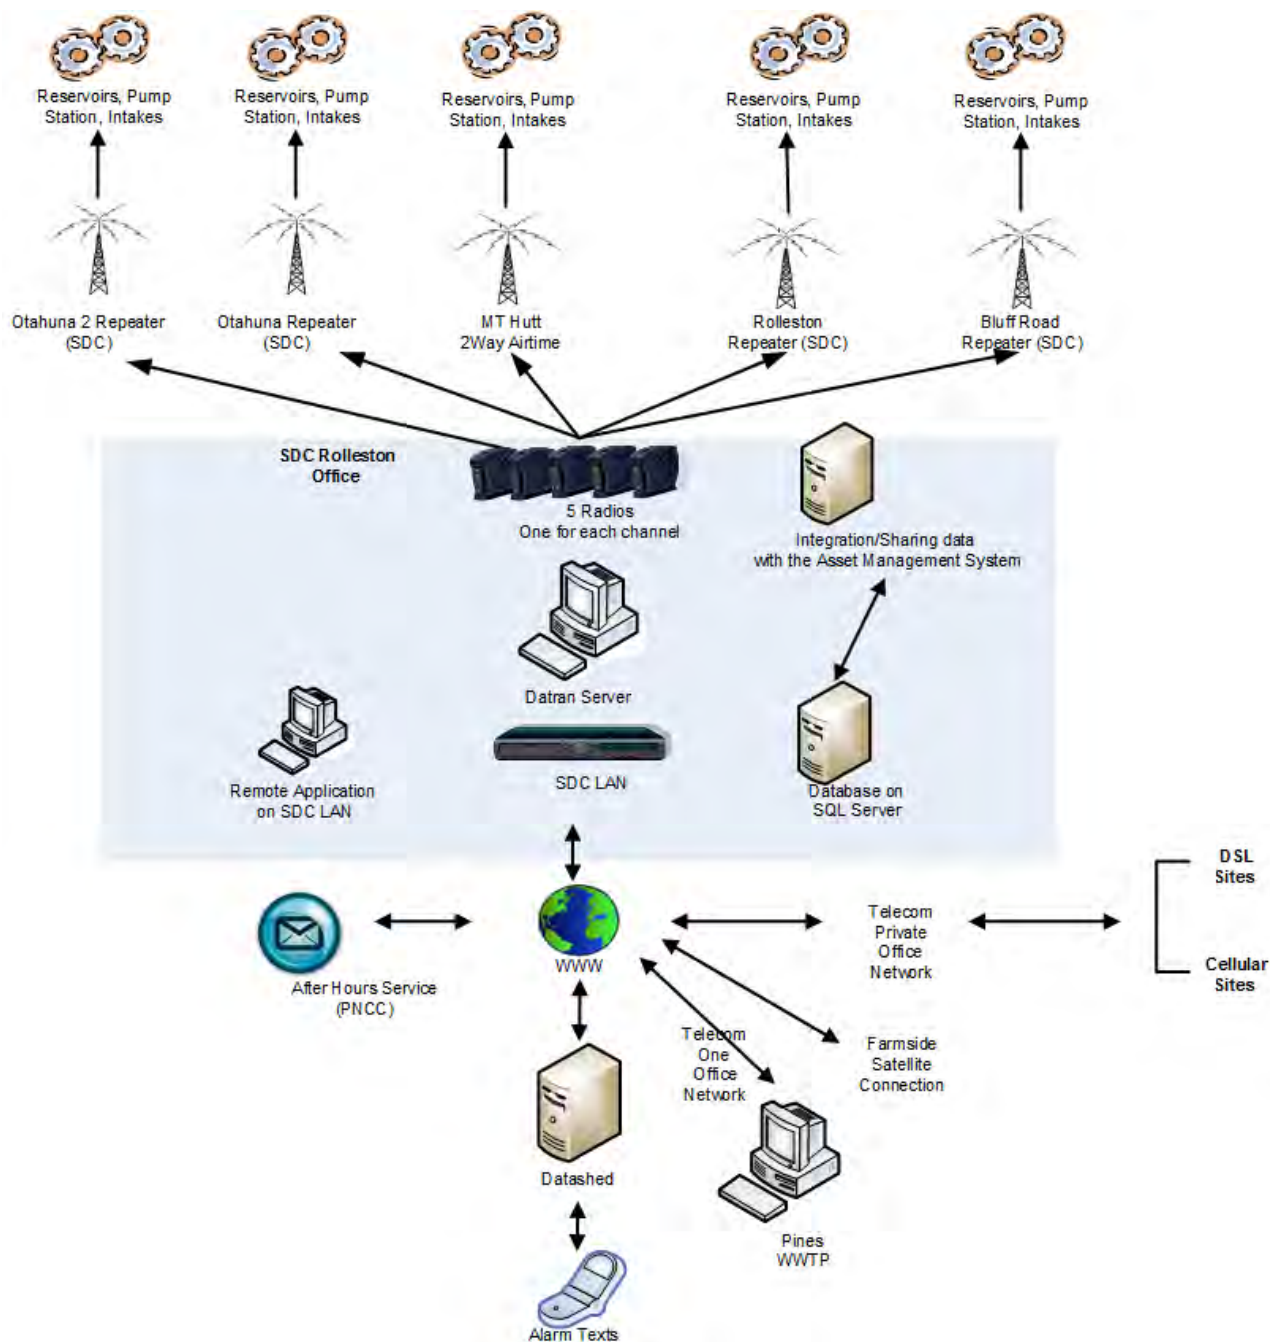 Reservoirs, Pump
Station, Intakes
Reservoirs, Pump
Station, Intakes
Reservoirs, Pump
Station, Intakes
Reservoirs, Pump
Station, Intakes
Reservoirs, Pump
Station, Intakes
Otahuna 2 Repeater
(SDC)
Otahuna Repeater
(SDC)
MT Hutt
2Way Airtime
Rolleston
Repeater (SDC)
Bluff Road
Repeater (SDC)
SDC Rolleston
Office
5 Radios
One for each channel
Integration/Sharing data
with the Asset Management System
Datran Server
SDC LAN
Remote Application
on SDC LAN
Database on
SQL Server
DSL
Sites
Cellular
Sites
Telecom
Private
Office
Network
WWW
After Hours Service
(PNCC)
Telecom
One
Office
Network
Farmside
Satellite
Connection
Datashed
Pines
WWTP
Alarm Texts